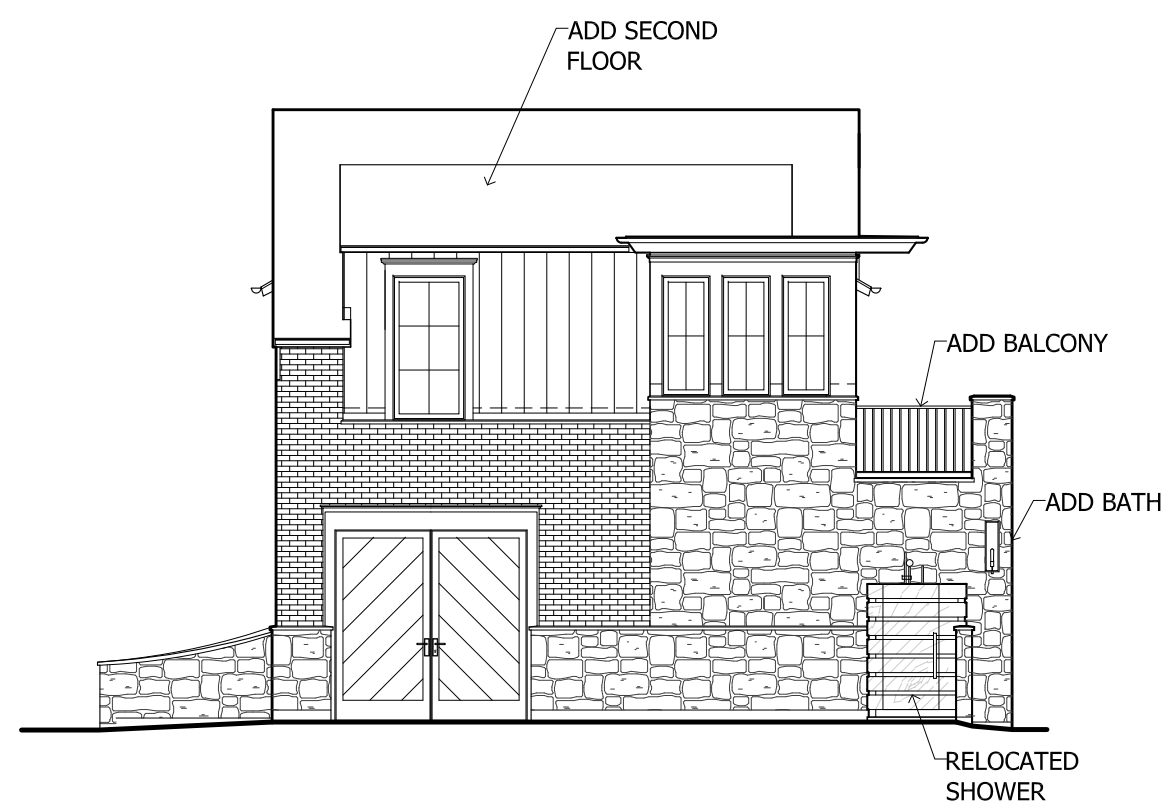 ADD SECOND
FLOOR
ADD BALCONY
ADD BATH
RELOCATED
SHOWER